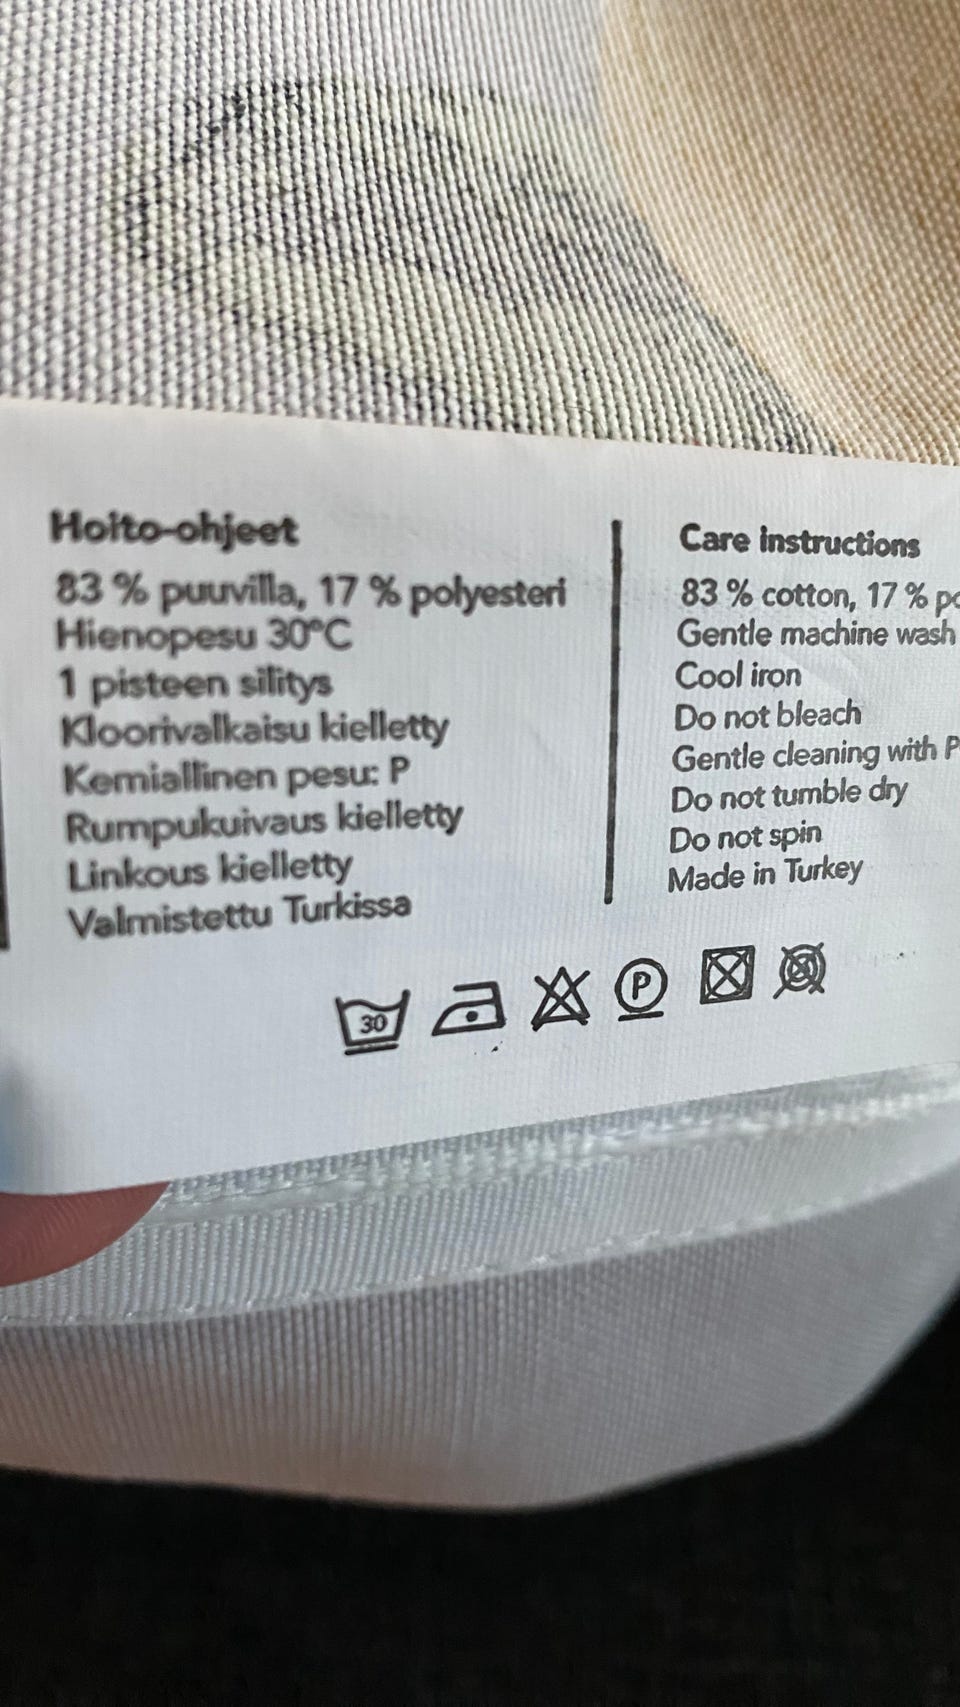 Hoito-ohjeet
83 % puuvilla, 17 % polyesteri
Hienopesu 30°C
1 pisteen silitys
Kloorivalkaisu kielletty
Kemiallinen pesu: P
Rumpukuivaus kielletty
Linkous kielletty
Valmistettu Turkissa
Care instructions
83 % cotton, 17 % po
Gentle machine wash
Cool iron
Do not bleach
Gentle cleaning with P
Do not tumble dry
Do not spin
Made in Turkey
30 P